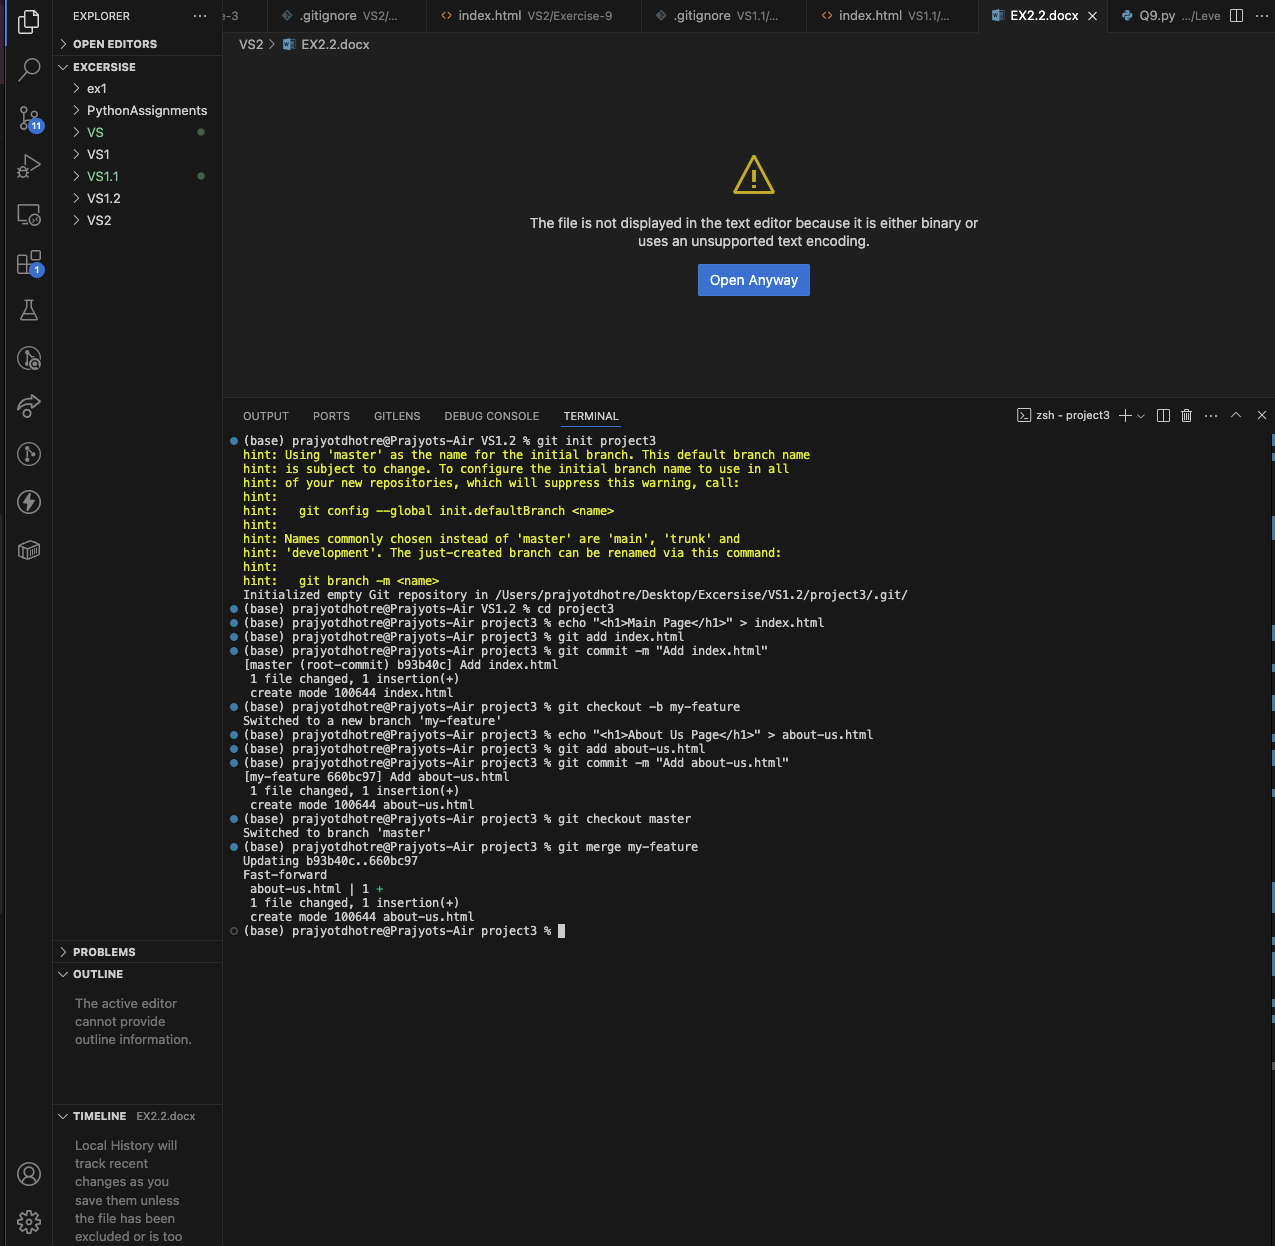 EXPLORER
OPEN EDITORS
EXCERSISE
ex1
PythonAssignments
VS
VS1
VS1.1
VS1.2
VS2
11
1
PROBLEMS
OUTLINE
The active editor
cannot provide
outline information.
TIMELINE EX2.2.docx
Local History will
track recent
changes as you
save them unless
the file has been
excluded or is too
e-3 .gitignore VS2/... index.html VS2/Exercise-9 .gitignore VS1.1/... index.html VS1.1/... EX2.2.docx Q9.py .../Leve
VS2 > EX2.2.docx
The file is not displayed in the text editor because it is either binary or
uses an unsupported text encoding.
Open Anyway
OUTPUT PORTS GITLENS DEBUG CONSOLE TERMINAL zsh - project3
(base) prajyotdhotre@Prajyots-Air VS1.2 % git init project3
hint: Using 'master' as the name for the initial branch. This default branch name
hint: is subject to change. To configure the initial branch name to use in all
hint: of your new repositories, which will suppress this warning, call:
hint:
hint:   git config --global init.defaultBranch <name>
hint:
hint: Names commonly chosen instead of 'master' are 'main', 'trunk' and
hint: 'development'. The just-created branch can be renamed via this command:
hint:
hint:   git branch -m <name>
Initialized empty Git repository in /Users/prajyotdhotre/Desktop/Excersise/VS1.2/project3/.git/
(base) prajyotdhotre@Prajyots-Air VS1.2 % cd project3
(base) prajyotdhotre@Prajyots-Air project3 % echo "<h1>Main Page</h1>" > index.html
(base) prajyotdhotre@Prajyots-Air project3 % git add index.html
(base) prajyotdhotre@Prajyots-Air project3 % git commit -m "Add index.html"
[master (root-commit) b93b40c] Add index.html
1 file changed, 1 insertion(+)
create mode 100644 index.html
(base) prajyotdhotre@Prajyots-Air project3 % git checkout -b my-feature
Switched to a new branch 'my-feature'
(base) prajyotdhotre@Prajyots-Air project3 % echo "<h1>About Us Page</h1>" > about-us.html
(base) prajyotdhotre@Prajyots-Air project3 % git add about-us.html
(base) prajyotdhotre@Prajyots-Air project3 % git commit -m "Add about-us.html"
[my-feature 660bc97] Add about-us.html
1 file changed, 1 insertion(+)
create mode 100644 about-us.html
(base) prajyotdhotre@Prajyots-Air project3 % git checkout master
Switched to branch 'master'
(base) prajyotdhotre@Prajyots-Air project3 % git merge my-feature
Updating b93b40c..660bc97
Fast-forward
about-us.html | 1 +
1 file changed, 1 insertion(+)
create mode 100644 about-us.html
(base) prajyotdhotre@Prajyots-Air project3 %